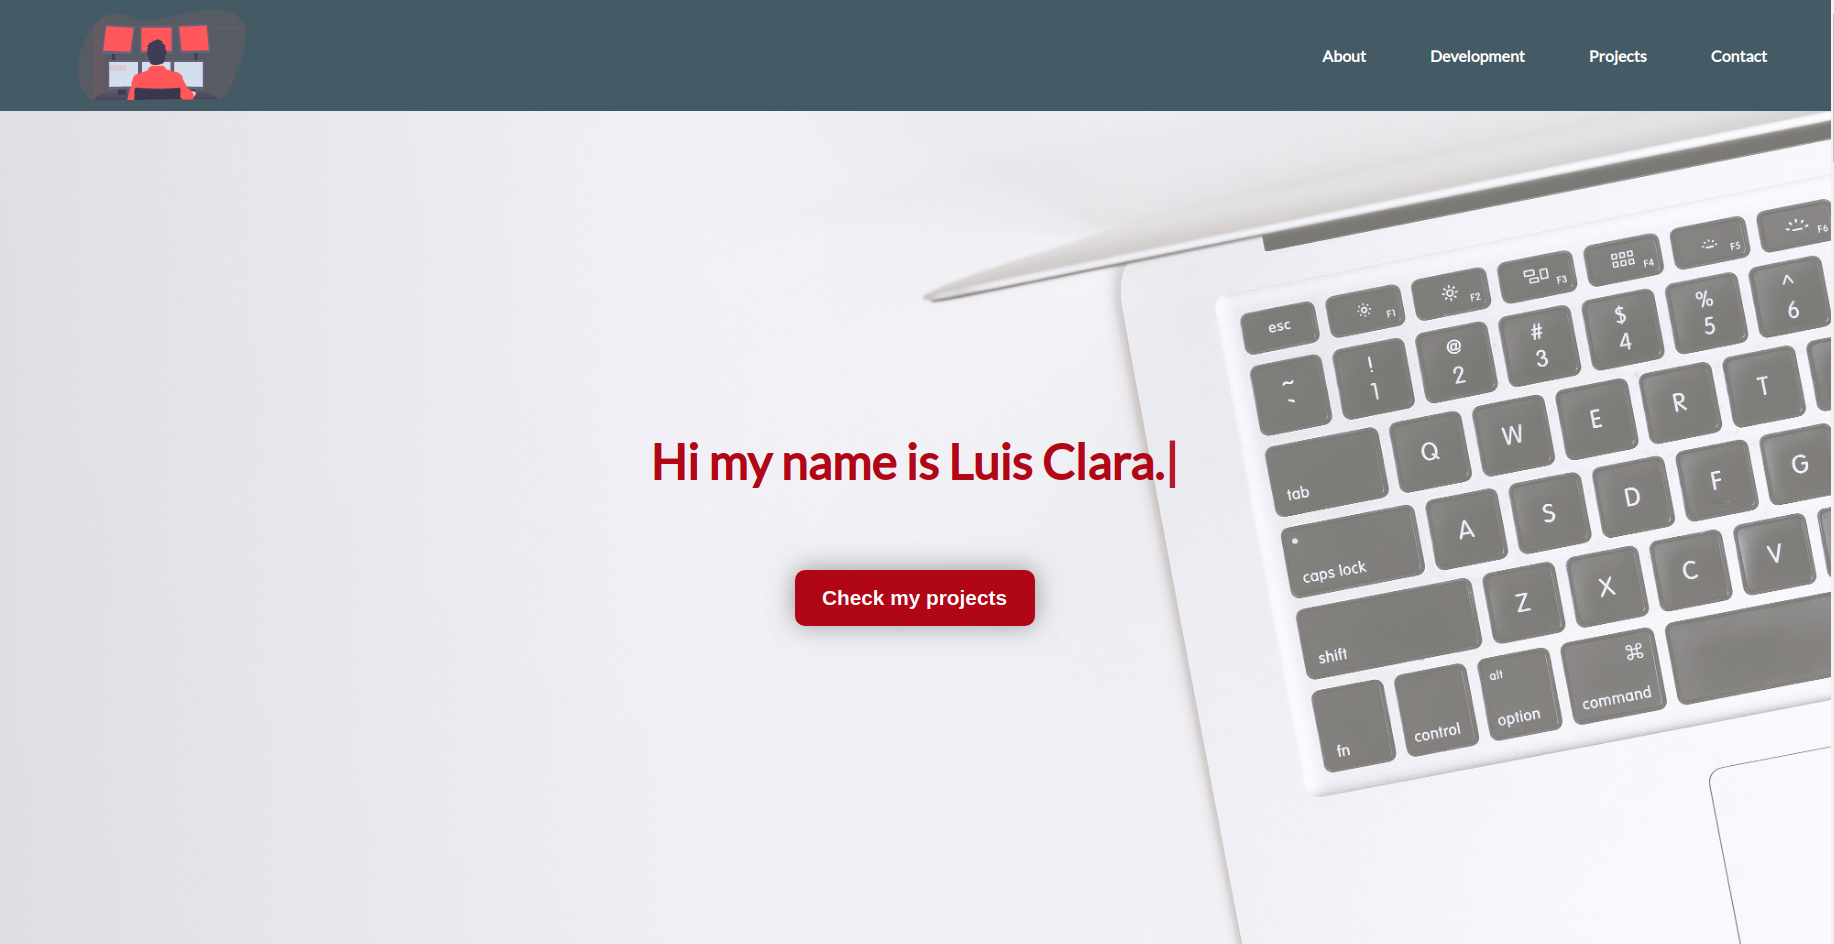 About Development Projects Contact
Hi my name is Luis Clara.|
Check my projects
esc F1 F2 F3 F4 F5 F6
~ ! @ # $ % ^
` 1 2 3 4 5 6
Q W E R T
tab
A S D F G
caps lock
Z X C V
shift
fn control alt option ⌘ command